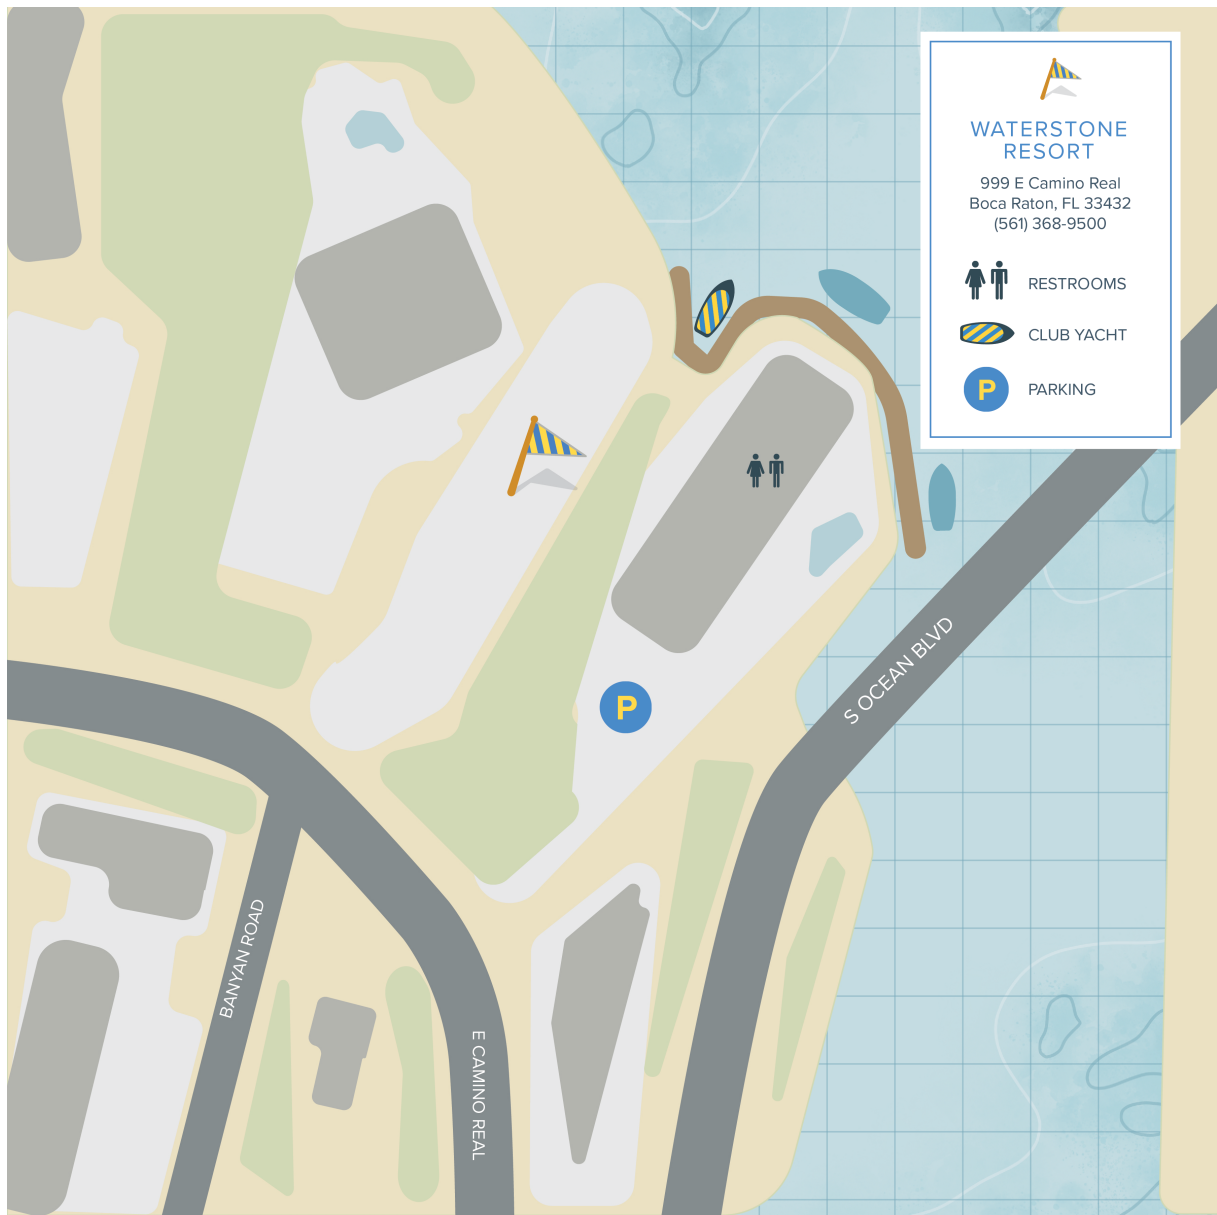 WATERSTONE
RESORT
999 E Camino Real
Boca Raton, FL 33432
(561) 368-9500
RESTROOMS
CLUB YACHT
P PARKING
S OCEAN BLVD
P
BANYAN ROAD
E CAMINO REAL